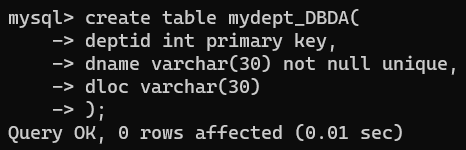 mysql> create table mydept_DBDA(
    -> deptid int primary key,
    -> dname varchar(30) not null unique,
    -> dloc varchar(30)
    -> );
Query OK, 0 rows affected (0.01 sec)